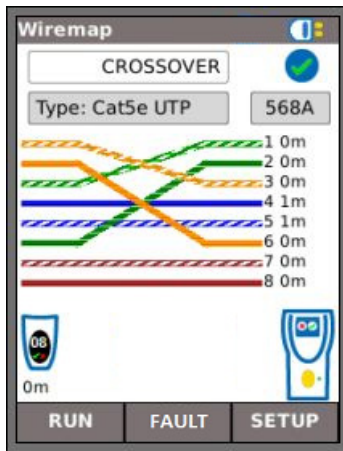 Wiremap
CROSSOVER
Type: Cat5e UTP 568A
1 0m
2 0m
3 0m
4 1m
5 1m
6 0m
7 0m
8 0m
08
0m
RUN FAULT SETUP